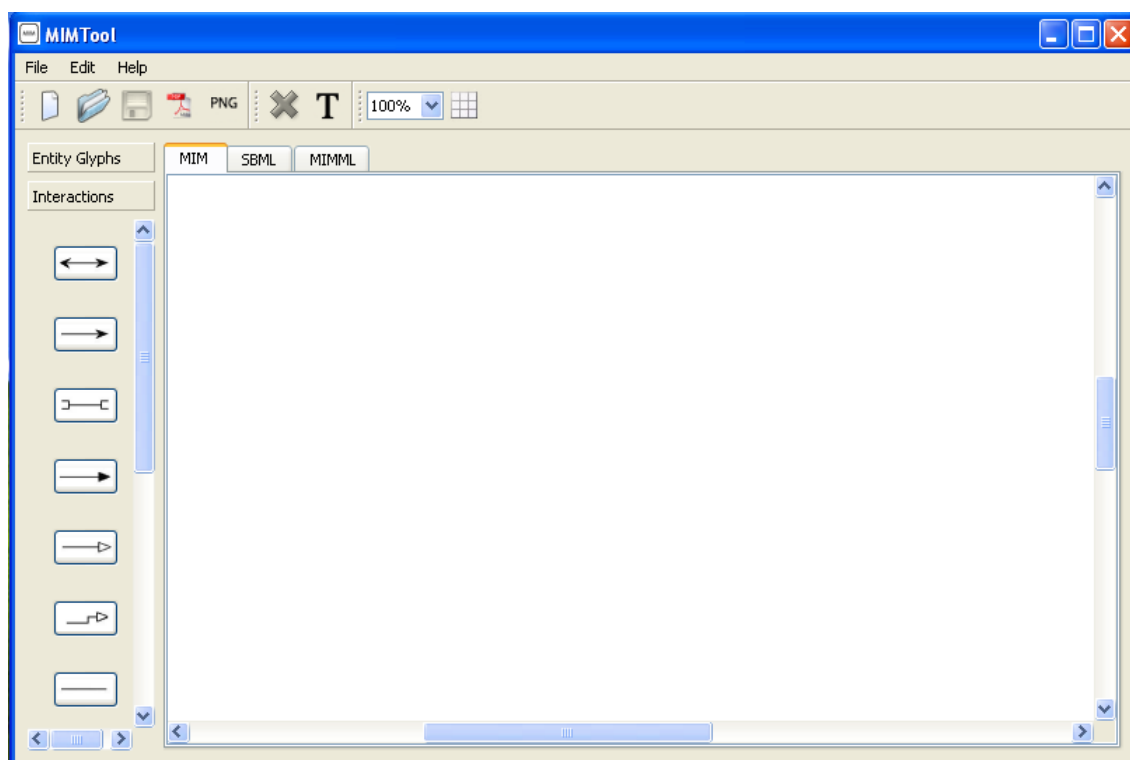 MIMTool
File Edit Help
PNG T 100%
Entity Glyphs
MIM SBML MIMML
Interactions